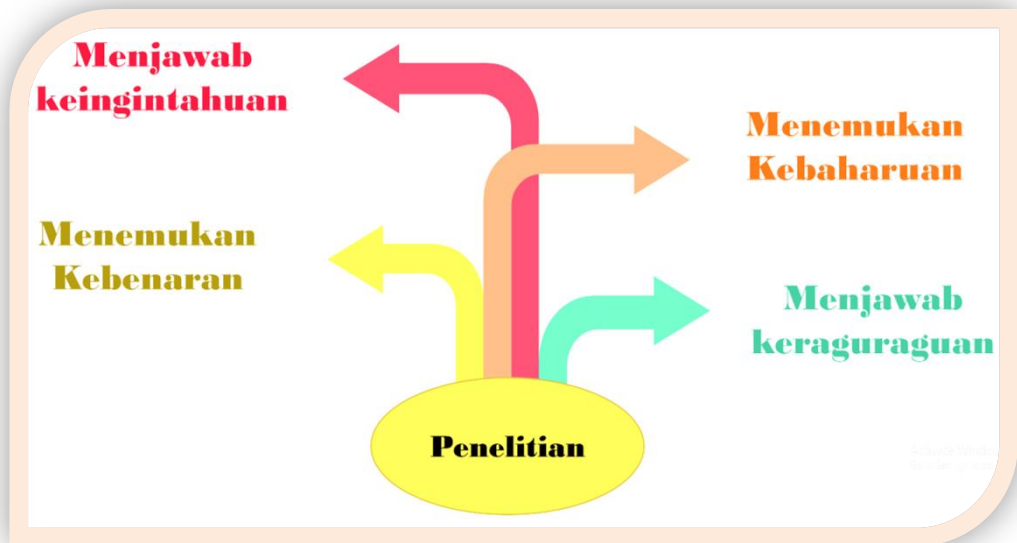 Menjawab
keingintahuan
Menemukan
Kebaharuan
Menemukan
Kebenaran
Menjawab
keraguraguan
Penelitian